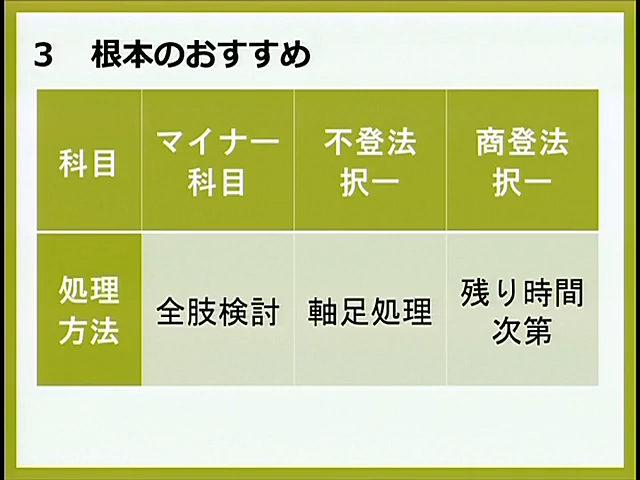 3 根本のおすすめ
科目
マイナー
科目
不登法
択一
商登法
択一
処理
方法
全肢検討
軸足処理
残り時間
次第